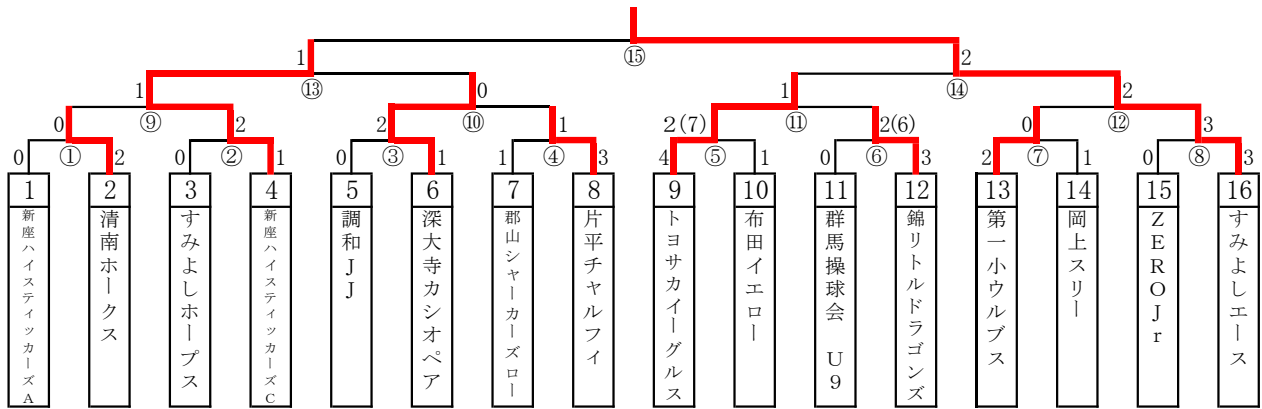 ⑮
1 2
⑬ ⑭
1 0 1 2
⑨ ⑩ ⑪ ⑫
0 2 2 1 2(7) 2(6) 0 3
① ② ③ ④ ⑤ ⑥ ⑦ ⑧
0 2 0 1 0 1 1 3 4 1 0 3 2 1 0 3
1 2 3 4 5 6 7 8 9 10 11 12 13 14 15 16
新座ハイスティッカーズA
清南ホークス
すみよしホープス
新座ハイスティッカーズC
調和JJ
深大寺カシオペア
郡山シャーカーズロー
片平チャルフィ
トヨサカイーグルス
布田イエロー
群馬操球会 U9
錦リトルドラゴンズ
第一小ウルブス
岡上スリー
ZEROJr
すみよしエース